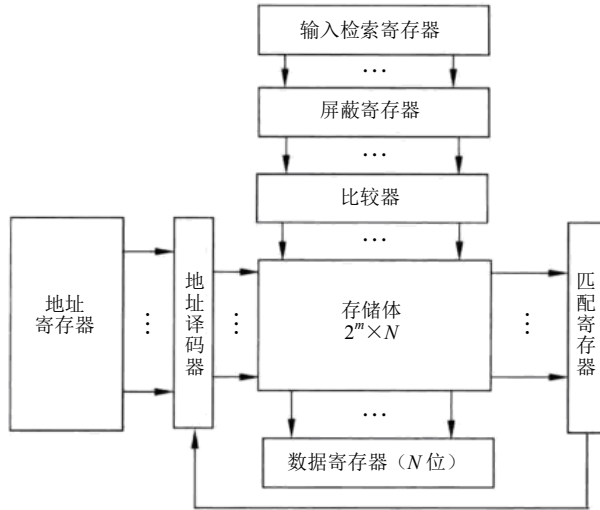 输入检索寄存器
…
屏蔽寄存器
…
比较器
…
地址
寄存器
…
地址译码器
…
存储体
2^m×N
…
匹配寄存器
…
数据寄存器（N 位）